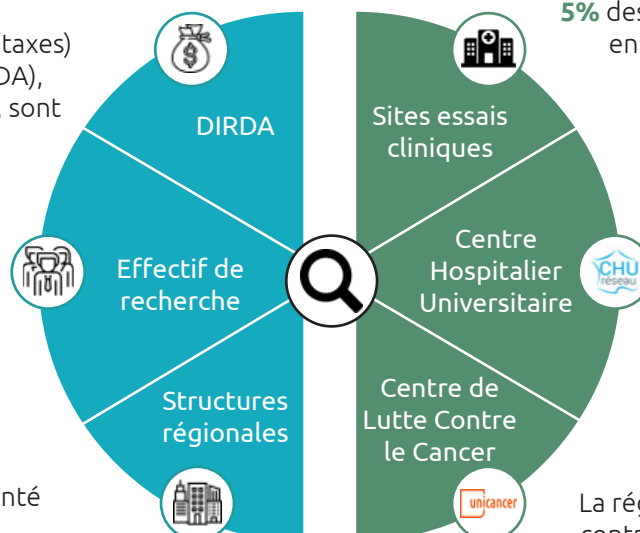 taxes)
DA),
sont
5% des
en
DIRDA
Sites essais
cliniques
Effectif de
recherche
Centre
Hospitalier
Universitaire
CHU
réseau
Structures
régionales
Centre de
Lutte Contre
le Cancer
unicancer
nté
La rég
contr